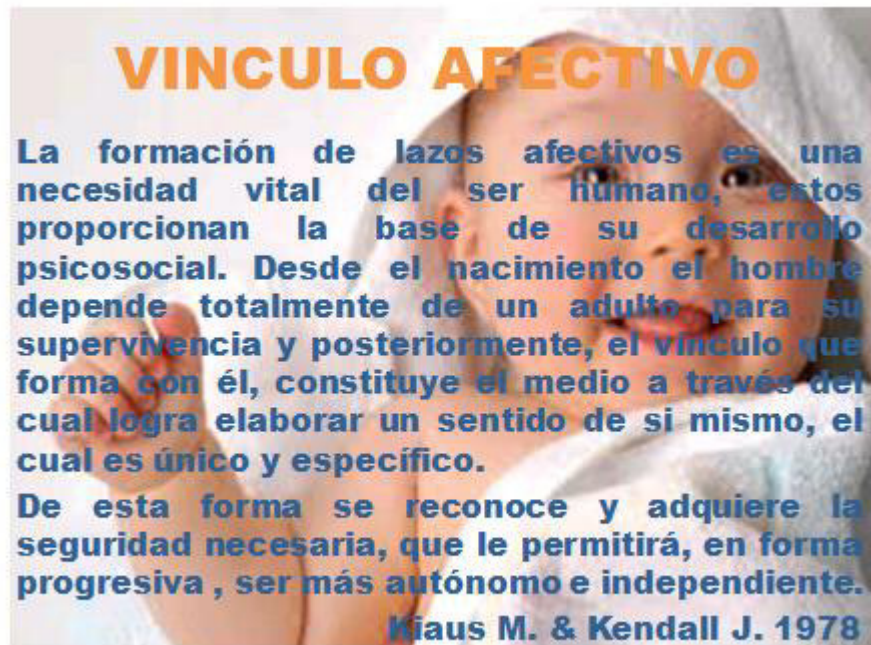 VINCULO AFECTIVO
La formación de lazos afectivos es una
necesidad vital del ser humano, estos
proporcionan la base de su desarrollo
psicosocial. Desde el nacimiento el hombre
depende totalmente de un adulto para su
supervivencia y posteriormente, el vínculo que
forma con él, constituye el medio a través del
cual logra elaborar un sentido de si mismo, el
cual es único y específico.
De esta forma se reconoce y adquiere la
seguridad necesaria, que le permitirá, en forma
progresiva , ser más autónomo e independiente.
Kiaus M. & Kendall J. 1978